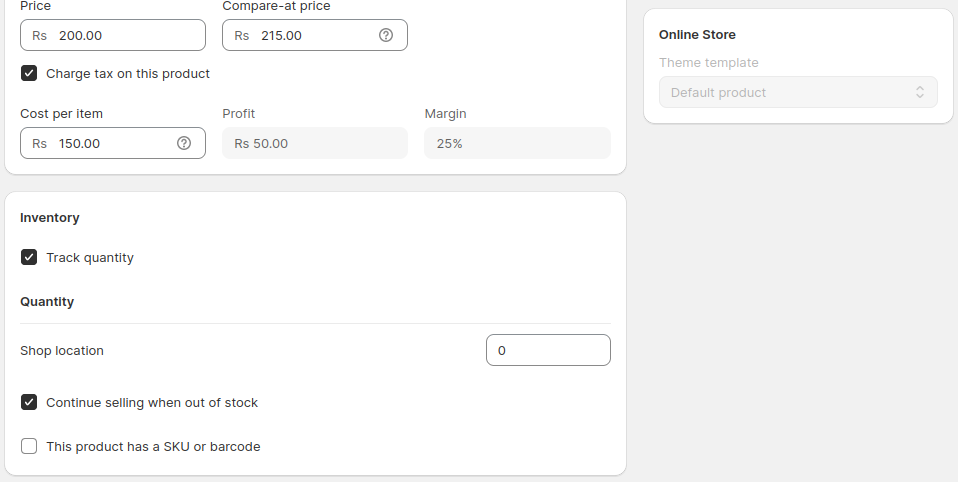 Price Compare-at price
Rs 200.00 Rs 215.00
Charge tax on this product
Cost per item Profit Margin
Rs 150.00 Rs 50.00 25%
Inventory
Track quantity
Quantity
Shop location 0
Continue selling when out of stock
This product has a SKU or barcode
Online Store
Theme template
Default product